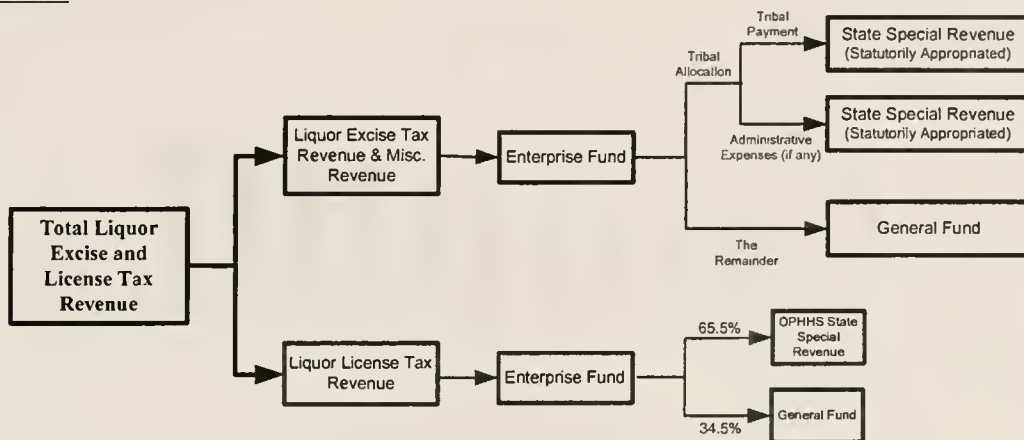 Total Liquor
Excise and
License Tax
Revenue
Liquor Excise Tax
Revenue & Misc.
Revenue
Enterprise Fund
Tribal
Allocation
Tribal
Payment
State Special Revenue
(Statutorily Appropriated)
Administrative
Expenses (if any)
State Special Revenue
(Statutorily Appropriated)
The
Remainder
General Fund
Liquor License Tax
Revenue
Enterprise Fund
65.5%
OPHHS State
Special
Revenue
34.5%
General Fund